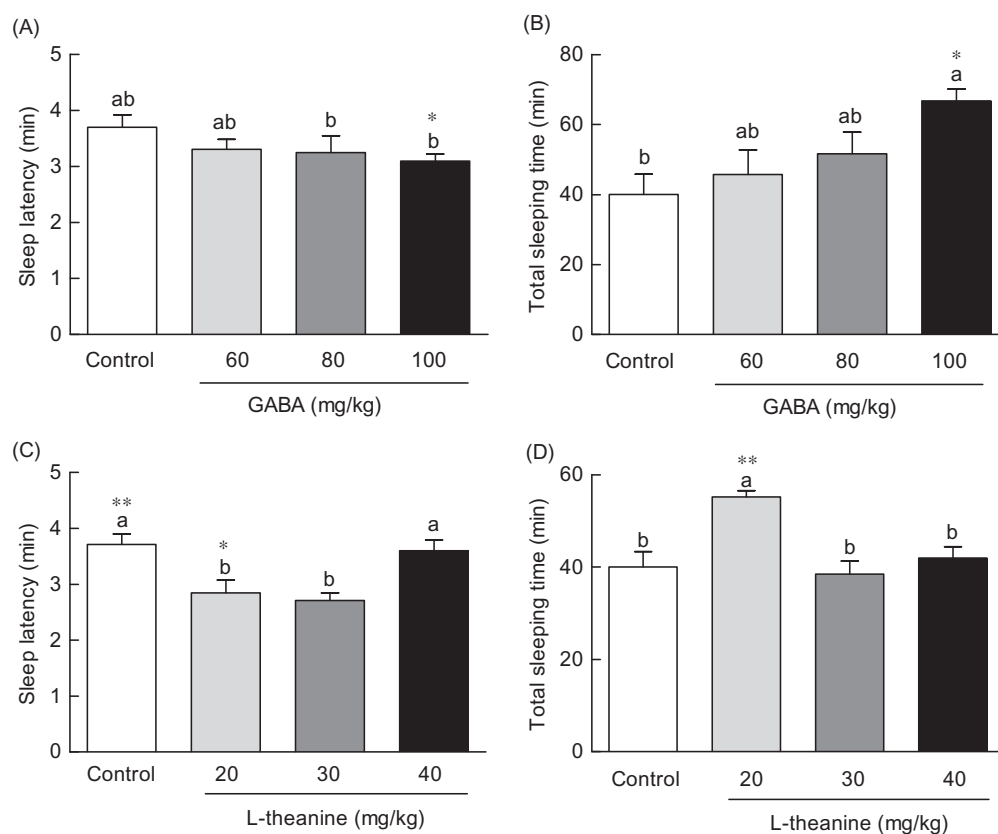 (A)
Sleep latency (min)
5
4
3
2
1
0
ab
ab
b
*
b
Control 60 80 100
GABA (mg/kg)
(B)
Total sleeping time (min)
80
60
40
20
0
b
ab
ab
*
a
Control 60 80 100
GABA (mg/kg)
(C)
Sleep latency (min)
5
4
3
2
1
0
**
a
*
b
b
a
Control 20 30 40
L-theanine (mg/kg)
(D)
Total sleeping time (min)
60
40
20
0
b
**
a
b
b
Control 20 30 40
L-theanine (mg/kg)